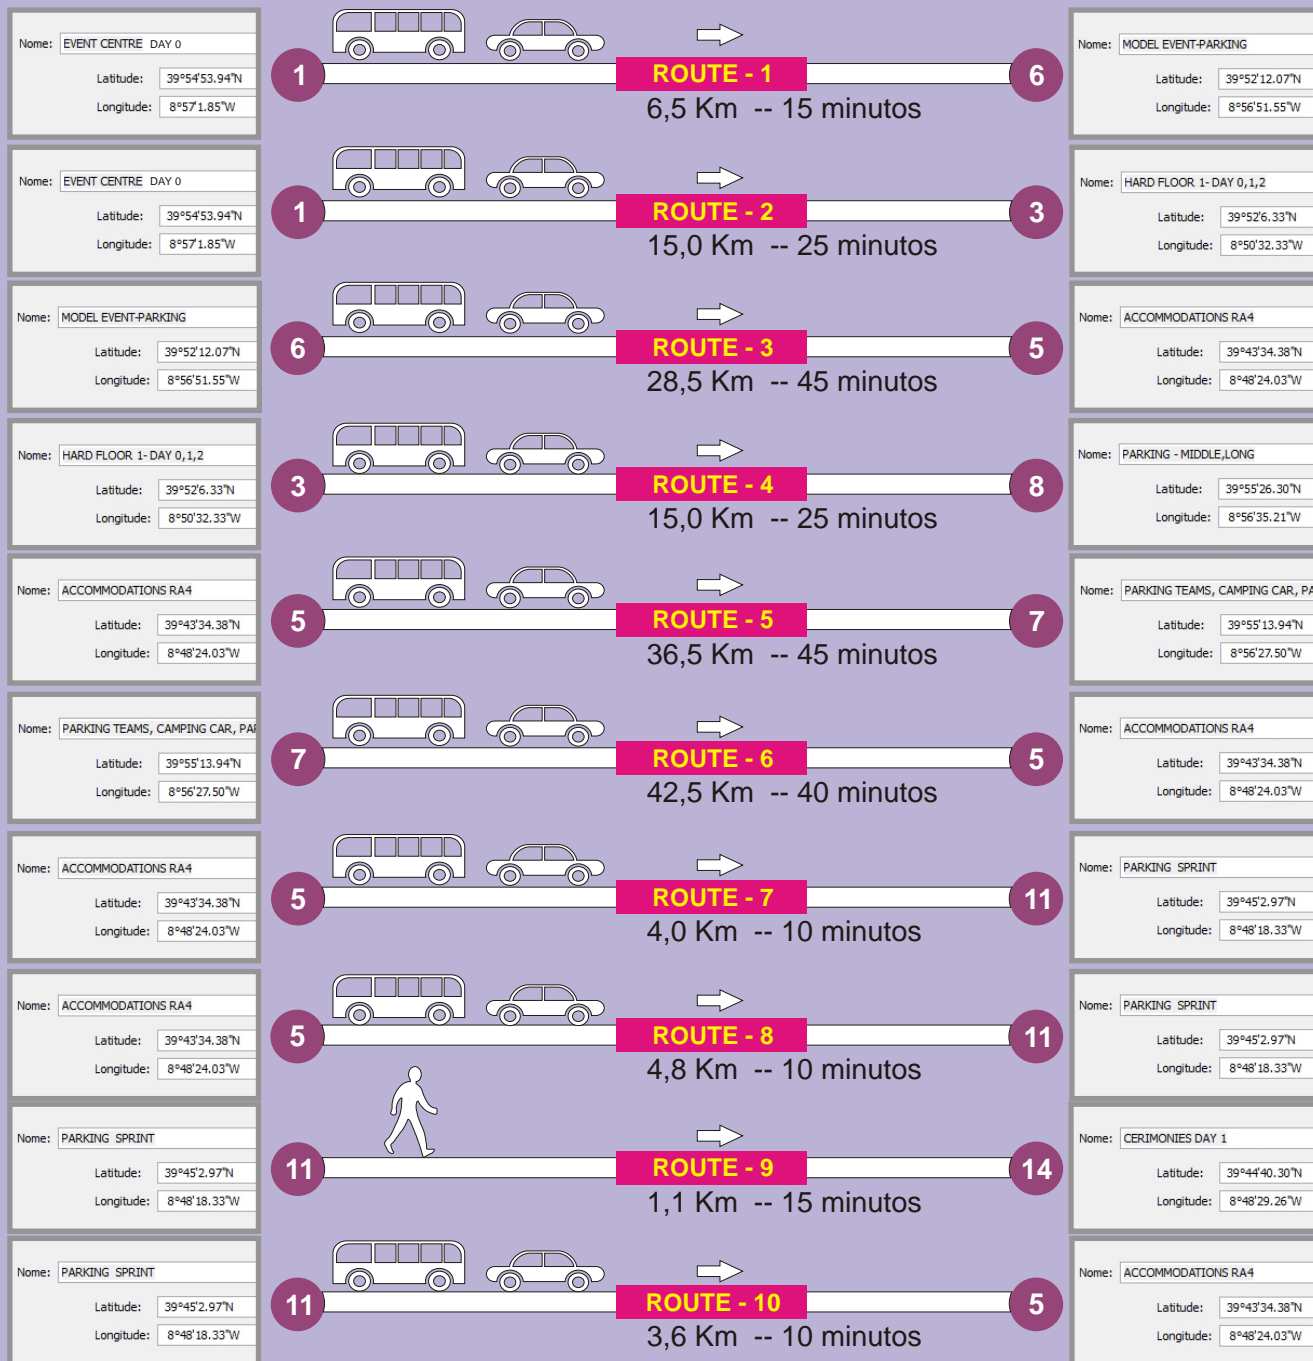 Nome: EVENT CENTRE DAY 0
Latitude: 39°54'53.94"N
Longitude: 8°57'1.85"W
1
ROUTE - 1
6,5 Km -- 15 minutos
6
Nome: MODEL EVENT-PARKING
Latitude: 39°52'12.07"N
Longitude: 8°56'51.55"W
Nome: EVENT CENTRE DAY 0
Latitude: 39°54'53.94"N
Longitude: 8°57'1.85"W
1
ROUTE - 2
15,0 Km -- 25 minutos
3
Nome: HARD FLOOR 1- DAY 0,1,2
Latitude: 39°52'6.33"N
Longitude: 8°50'32.33"W
Nome: MODEL EVENT-PARKING
Latitude: 39°52'12.07"N
Longitude: 8°56'51.55"W
6
ROUTE - 3
28,5 Km -- 45 minutos
5
Nome: ACCOMMODATIONS RA4
Latitude: 39°43'34.38"N
Longitude: 8°48'24.03"W
Nome: HARD FLOOR 1- DAY 0,1,2
Latitude: 39°52'6.33"N
Longitude: 8°50'32.33"W
3
ROUTE - 4
15,0 Km -- 25 minutos
8
Nome: PARKING - MIDDLE,LONG
Latitude: 39°55'26.30"N
Longitude: 8°56'35.21"W
Nome: ACCOMMODATIONS RA4
Latitude: 39°43'34.38"N
Longitude: 8°48'24.03"W
5
ROUTE - 5
36,5 Km -- 45 minutos
7
Nome: PARKING TEAMS, CAMPING CAR, PA
Latitude: 39°55'13.94"N
Longitude: 8°56'27.50"W
Nome: PARKING TEAMS, CAMPING CAR, PA
Latitude: 39°55'13.94"N
Longitude: 8°56'27.50"W
7
ROUTE - 6
42,5 Km -- 40 minutos
5
Nome: ACCOMMODATIONS RA4
Latitude: 39°43'34.38"N
Longitude: 8°48'24.03"W
Nome: ACCOMMODATIONS RA4
Latitude: 39°43'34.38"N
Longitude: 8°48'24.03"W
5
ROUTE - 7
4,0 Km -- 10 minutos
11
Nome: PARKING SPRINT
Latitude: 39°45'2.97"N
Longitude: 8°48'18.33"W
Nome: ACCOMMODATIONS RA4
Latitude: 39°43'34.38"N
Longitude: 8°48'24.03"W
5
ROUTE - 8
4,8 Km -- 10 minutos
11
Nome: PARKING SPRINT
Latitude: 39°45'2.97"N
Longitude: 8°48'18.33"W
Nome: PARKING SPRINT
Latitude: 39°45'2.97"N
Longitude: 8°48'18.33"W
11
ROUTE - 9
1,1 Km -- 15 minutos
14
Nome: CERIMONIES DAY 1
Latitude: 39°44'40.30"N
Longitude: 8°48'29.26"W
Nome: PARKING SPRINT
Latitude: 39°45'2.97"N
Longitude: 8°48'18.33"W
11
ROUTE - 10
3,6 Km -- 10 minutos
5
Nome: ACCOMMODATIONS RA4
Latitude: 39°43'34.38"N
Longitude: 8°48'24.03"W